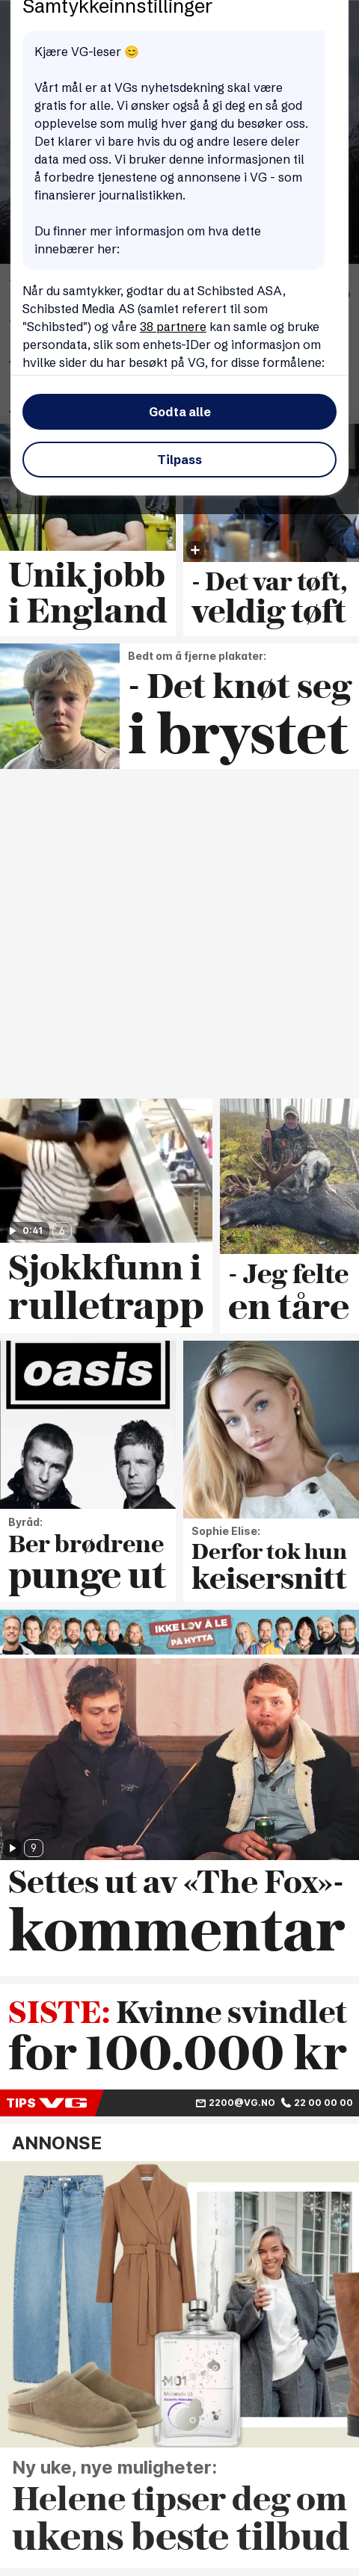 Samtykkeinnstillinger
Kjære VG-leser 😊
Vårt mål er at VGs nyhetsdekning skal være
gratis for alle. Vi ønsker også å gi deg en så god
opplevelse som mulig hver gang du besøker oss.
Det klarer vi bare hvis du og andre lesere deler
data med oss. Vi bruker denne informasjonen til
å forbedre tjenestene og annonsene i VG - som
finansierer journalistikken.
Du finner mer informasjon om hva dette
innebærer her:
Når du samtykker, godtar du at Schibsted ASA,
Schibsted Media AS (samlet referert til som
"Schibsted") og våre 38 partnere kan samle og bruke
persondata, slik som enhets-IDer og informasjon om
hvilke sider du har besøkt på VG, for disse formålene:
Godta alle
Tilpass
Unik jobb
i England
- Det var tøft,
veldig tøft
Bedt om å fjerne plakater:
- Det knøt seg
i brystet
0:41
6
Sjokkfunn i
rulletrapp
- Jeg felte
en tåre
oasis
Byråd:
Ber brødrene
punge ut
Sophie Elise:
Derfor tok hun
keisersnitt
IKKE LOV Å LE
PÅ HYTTA
9
Settes ut av «The Fox»-
kommentar
SISTE: Kvinne svindlet
for 100.000 kr
TIPS VG
2200@VG.NO
22 00 00 00
ANNONSE
M01
Ny uke, nye muligheter:
Helene tipser deg om
ukens beste tilbud